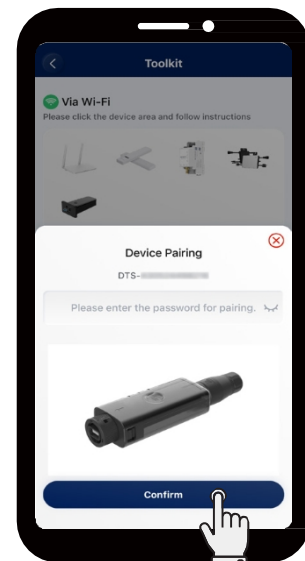 Toolkit
Via Wi-Fi
Please click the device area and follow instructions
Device Pairing
DTS-
Please enter the password for pairing.
Confirm